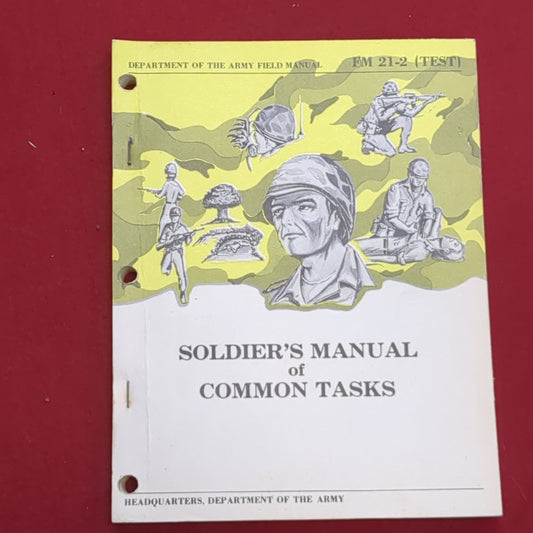 DEPARTMENT OF THE ARMY FIELD MANUAL FM 21-2 (TEST)
SOLDIER'S MANUAL
of
COMMON TASKS
HEADQUARTERS, DEPARTMENT OF THE ARMY